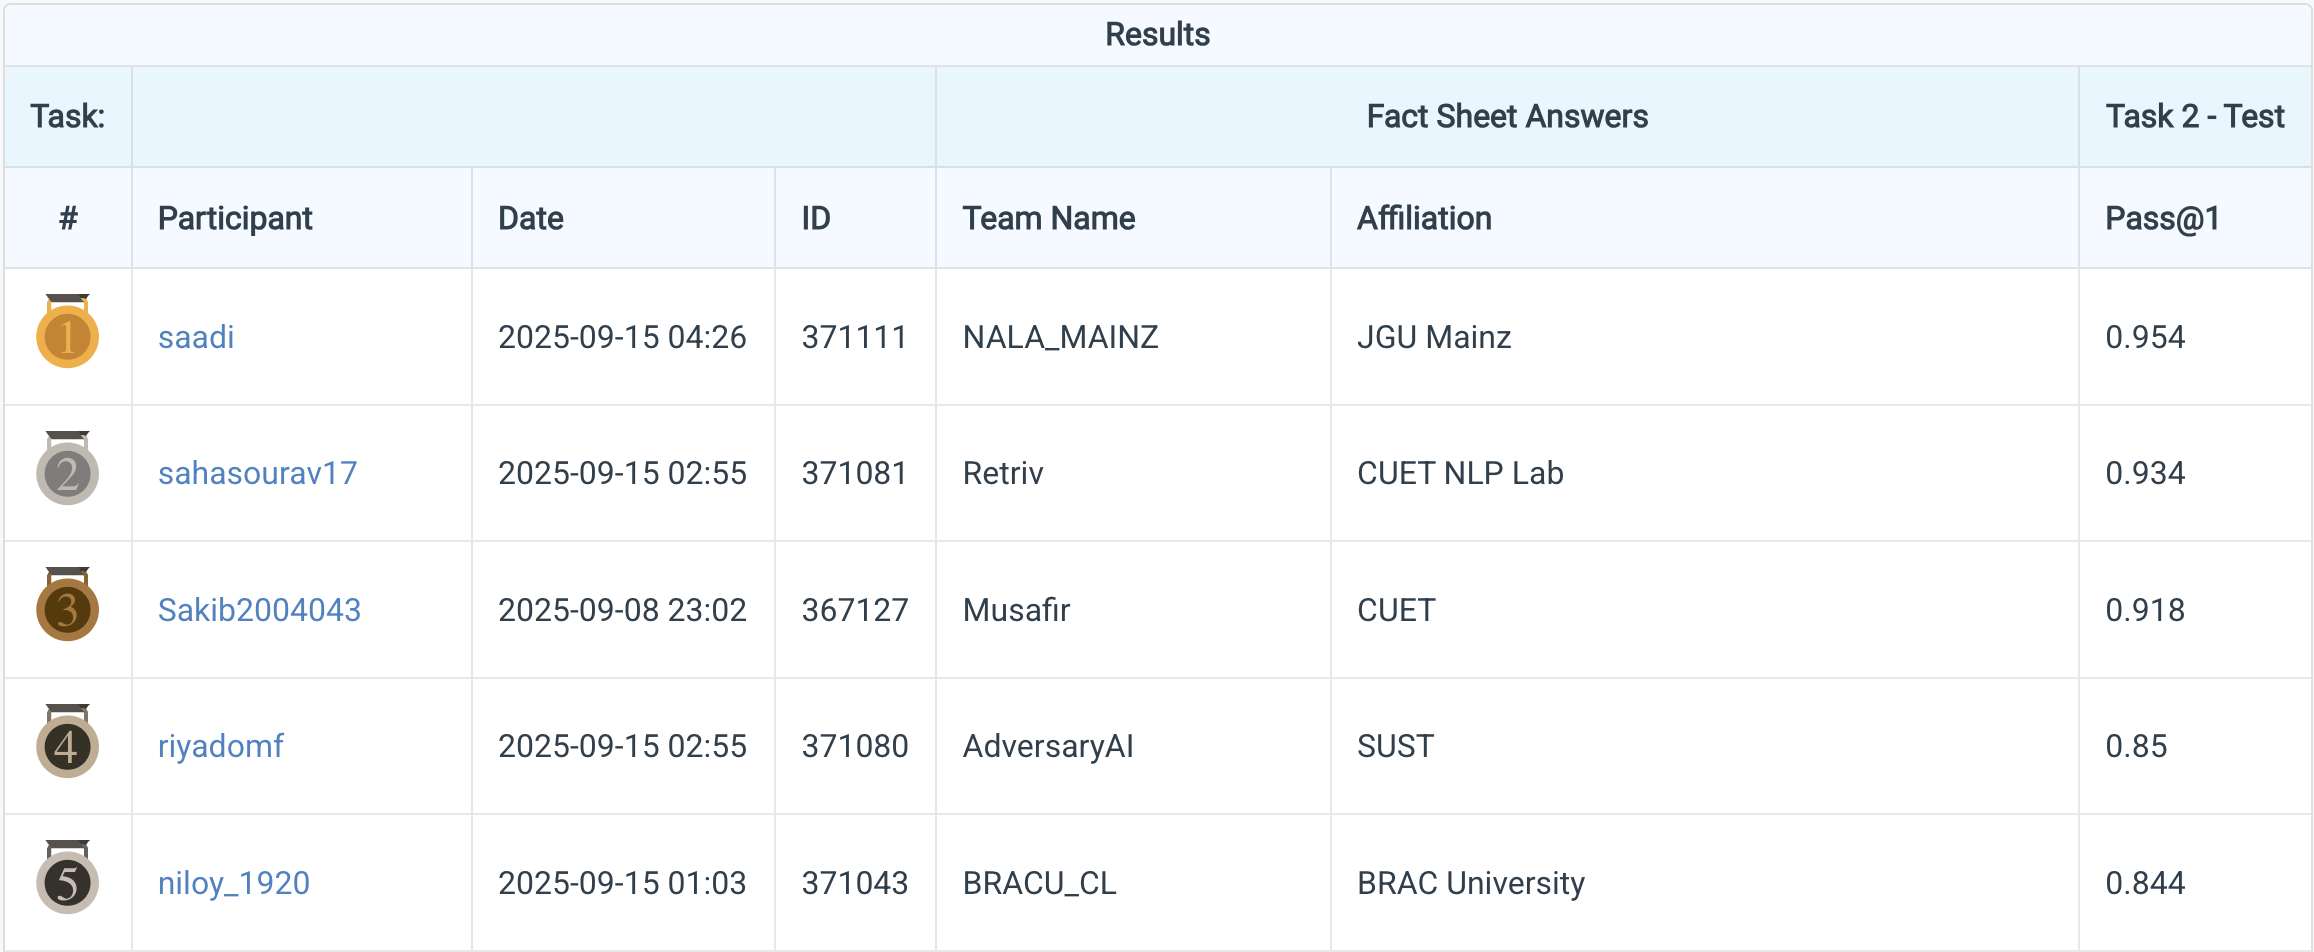 Results
Task: Fact Sheet Answers Task 2 - Test
# Participant Date ID Team Name Affiliation Pass@1
1 saadi 2025-09-15 04:26 371111 NALA_MAINZ JGU Mainz 0.954
2 sahasourav17 2025-09-15 02:55 371081 Retriv CUET NLP Lab 0.934
3 Sakib2004043 2025-09-08 23:02 367127 Musafir CUET 0.918
4 riyadomf 2025-09-15 02:55 371080 AdversaryAI SUST 0.85
5 niloy_1920 2025-09-15 01:03 371043 BRACU_CL BRAC University 0.844